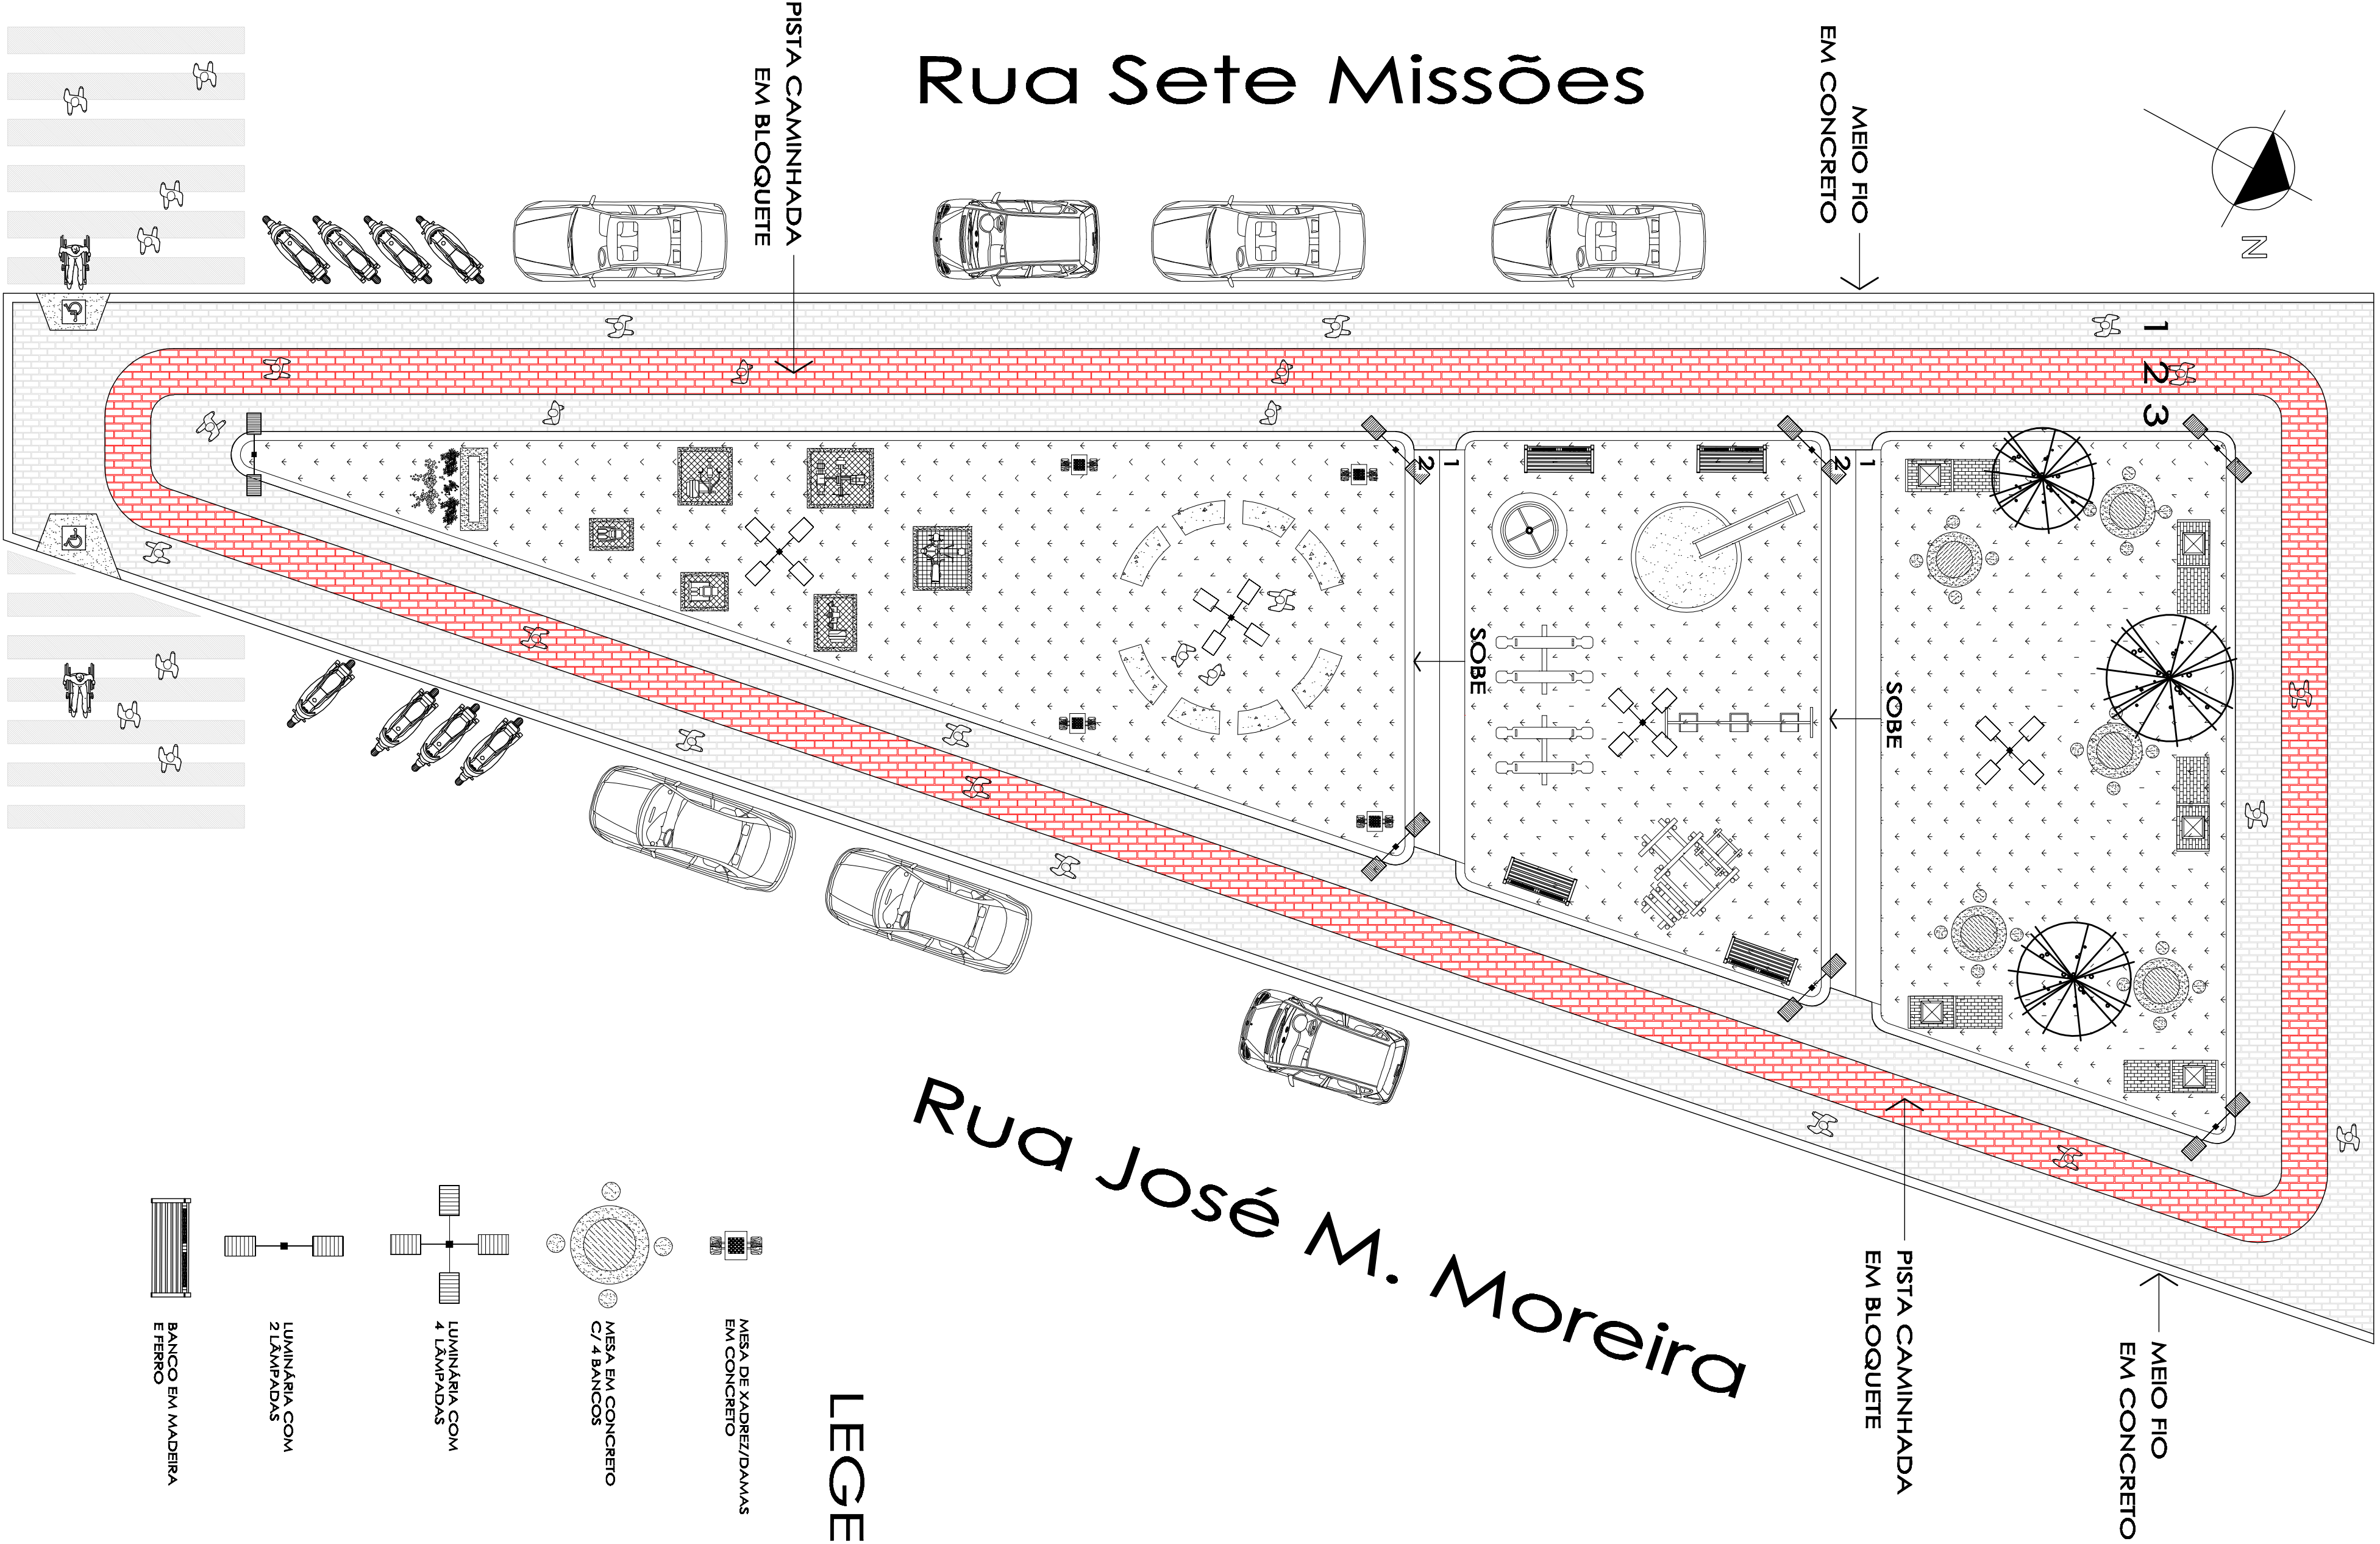 Rua Sete Missões
PISTA CAMINHADA
EM BLOQUETE
MEIO FIO
EM CONCRETO
N
1
2
3
2
1
2
1
SOBE
SOBE
Rua José M. Moreira
PISTA CAMINHADA
EM BLOQUETE
MEIO FIO
EM CONCRETO
LEGE
MESA DE XADREZ/DAMAS
EM CONCRETO
MESA EM CONCRETO
C/ 4 BANCOS
LUMINÁRIA COM
4 LÂMPADAS
LUMINÁRIA COM
2 LÂMPADAS
BANCO EM MADEIRA
E FERRO